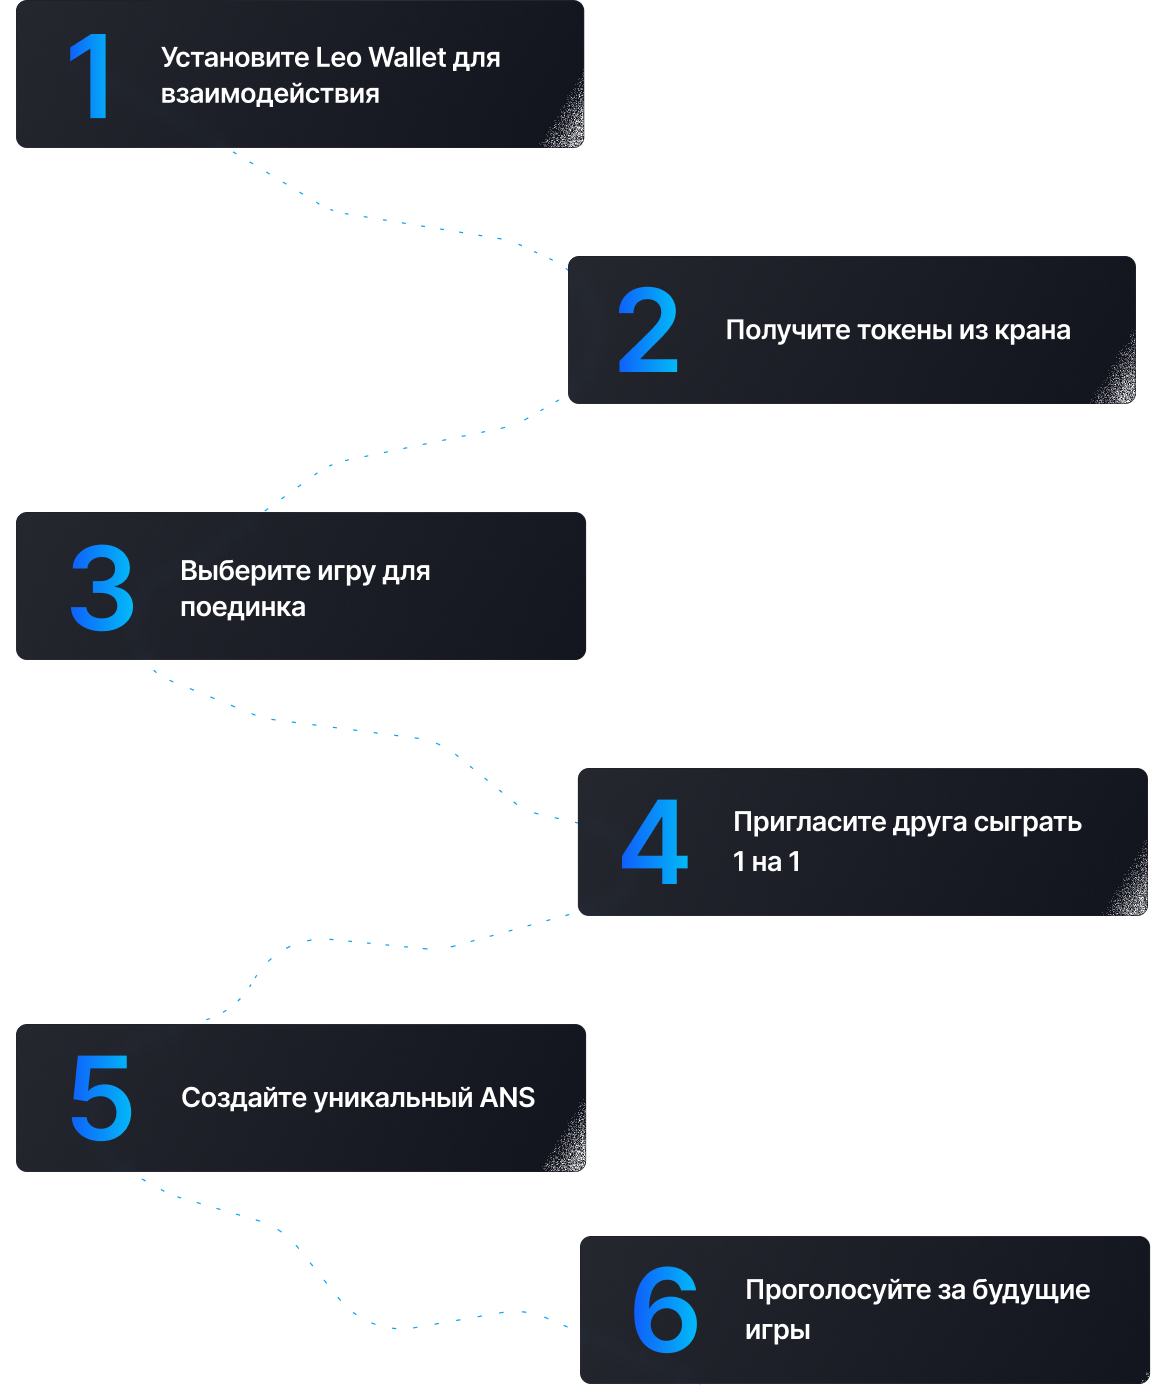 1
Установите Leo Wallet для
взаимодействия
2
Получите токены из крана
3
Выберите игру для
поединка
4
Пригласите друга сыграть
1 на 1
5
Создайте уникальный ANS
6
Проголосуйте за будущие
игры